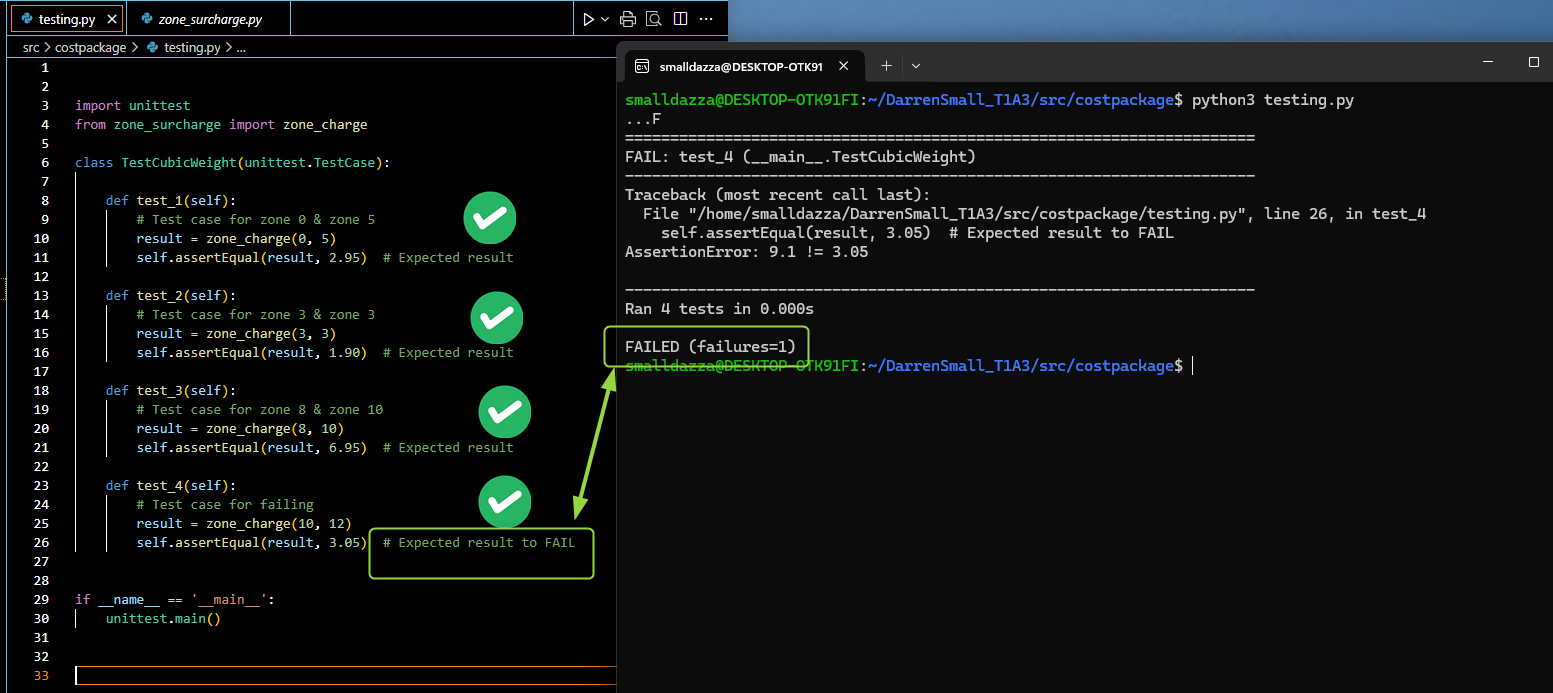 testing.py
zone_surcharge.py
src > costpackage > testing.py > ...
1
2
3 import unittest
4 from zone_surcharge import zone_charge
5
6 class TestCubicWeight(unittest.TestCase):
7
8 def test_1(self):
9 # Test case for zone 0 & zone 5
10 result = zone_charge(0, 5)
11 self.assertEqual(result, 2.95) # Expected result
12
13 def test_2(self):
14 # Test case for zone 3 & zone 3
15 result = zone_charge(3, 3)
16 self.assertEqual(result, 1.90) # Expected result
17
18 def test_3(self):
19 # Test case for zone 8 & zone 10
20 result = zone_charge(8, 10)
21 self.assertEqual(result, 6.95) # Expected result
22
23 def test_4(self):
24 # Test case for failing
25 result = zone_charge(10, 12)
26 self.assertEqual(result, 3.05) # Expected result to FAIL
27
28
29 if __name__ == '__main__':
30 unittest.main()
31
32
33
smalldazza@DESKTOP-OTK91
smalldazza@DESKTOP-OTK91FI:~/DarrenSmall_T1A3/src/costpackage$ python3 testing.py
...F
======================================================================
FAIL: test_4 (__main__.TestCubicWeight)
----------------------------------------------------------------------
Traceback (most recent call last):
File "/home/smalldazza/DarrenSmall_T1A3/src/costpackage/testing.py", line 26, in test_4
self.assertEqual(result, 3.05) # Expected result to FAIL
AssertionError: 9.1 != 3.05
----------------------------------------------------------------------
Ran 4 tests in 0.000s
FAILED (failures=1)
smalldazza@DESKTOP-OTK91FI:~/DarrenSmall_T1A3/src/costpackage$